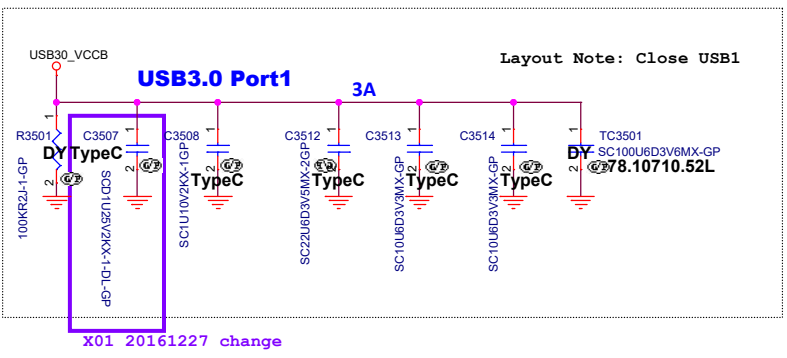 USB30_VCCB
Layout Note: Close USB1
USB3.0 Port1
3A
R3501
1
2
DY
100KR2J-1-GP
C3507
1
2
TypeC
SCD1U25V2KX-1-DL-GP
C3508
1
2
TypeC
SC1U10V2KX-1GP
C3512
1
2
TypeC
SC22U6D3V5MX-2GP
C3513
1
2
TypeC
SC10U6D3V3MX-GP
C3514
1
2
TypeC
SC10U6D3V3MX-GP
TC3501
1
2
DY
SC100U6D3V6MX-GP
78.10710.52L
X01 20161227 change